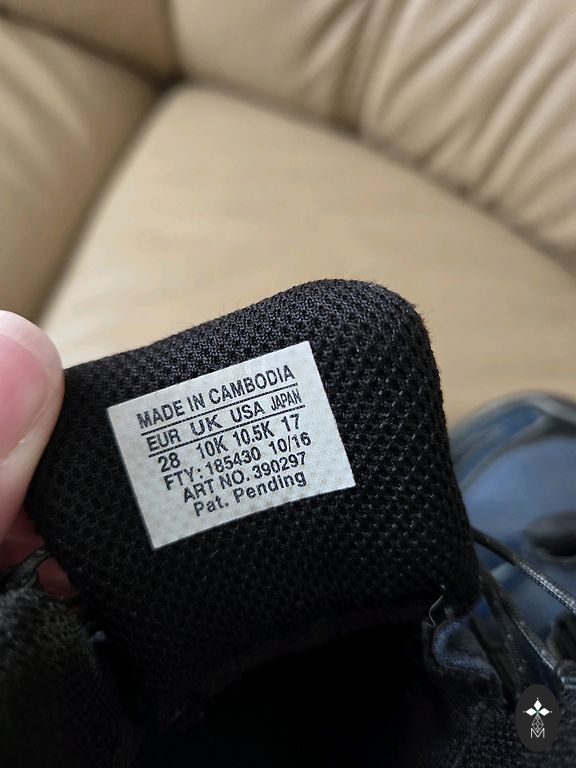 MADE IN CAMBODIA
EUR UK USA JAPAN
28 10K 10.5K 17
FTY: 185430 10/16
ART NO. 390297
Pat. Pending
M